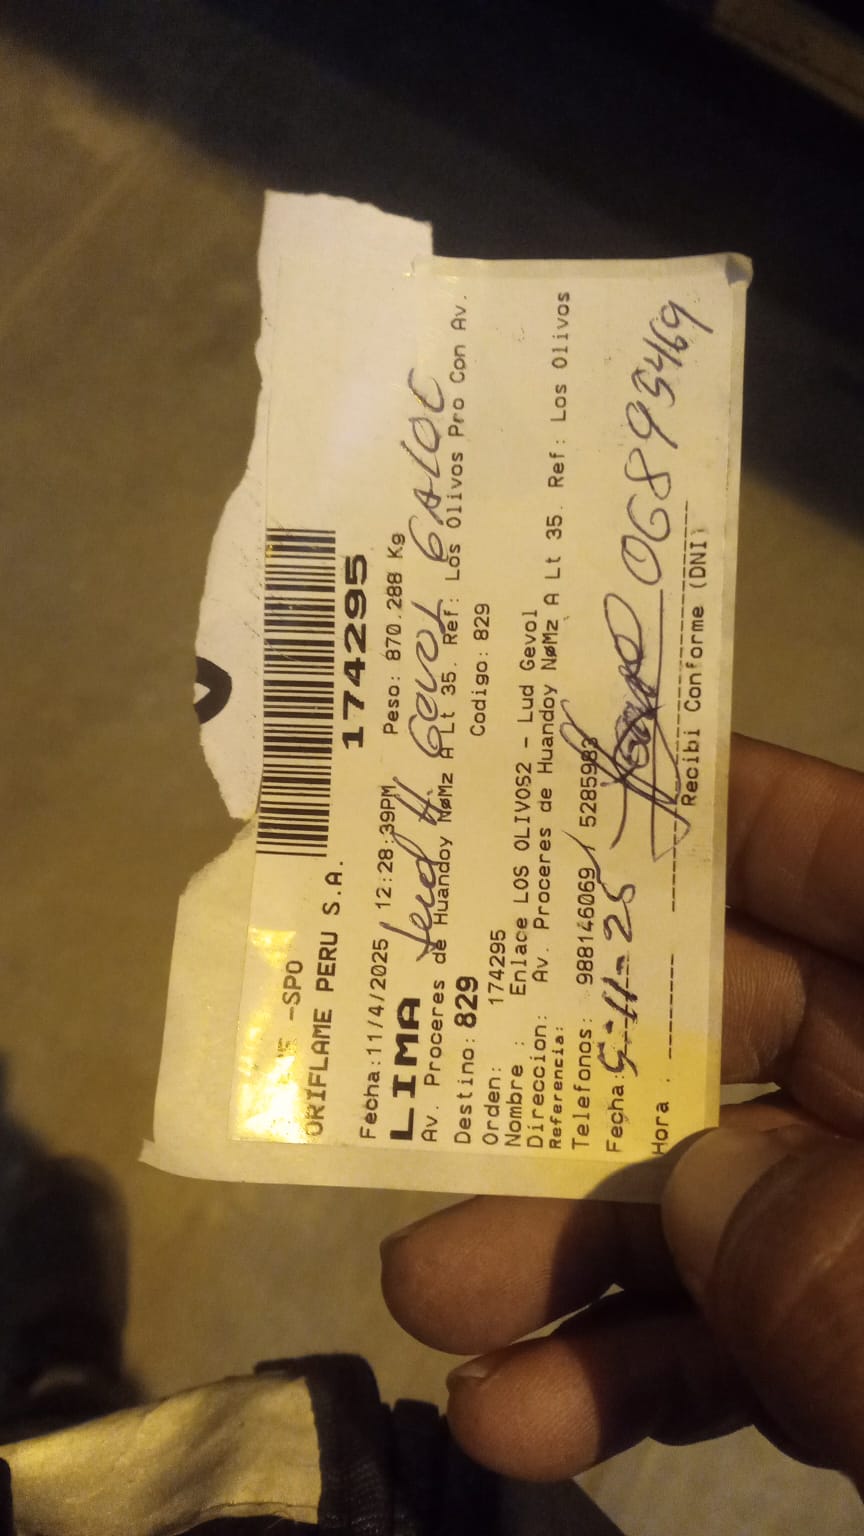 -SPO
ORIFLAME PERU S.A.
174295
Fecha:11/4/2025 12:28:39PM Peso: 870.288 Kg
LIMA
Gevol GALOC
Av. Proceres de Huandoy NøMz A Lt 35. Ref: Los Olivos Pro Con Av.
Destino: 829 Codigo: 829
Orden: 174295
Nombre : Enlace LOS OLIVOS2 - Lud Gevol
Direccion: Av. Proceres de Huandoy NøMz A Lt 35. Ref: Los Olivos
Referencia:
Telefonos: 988146069 / 5285983
Fecha: 5-11-25
06895469
Hora :
Recibi Conforme (DNI)